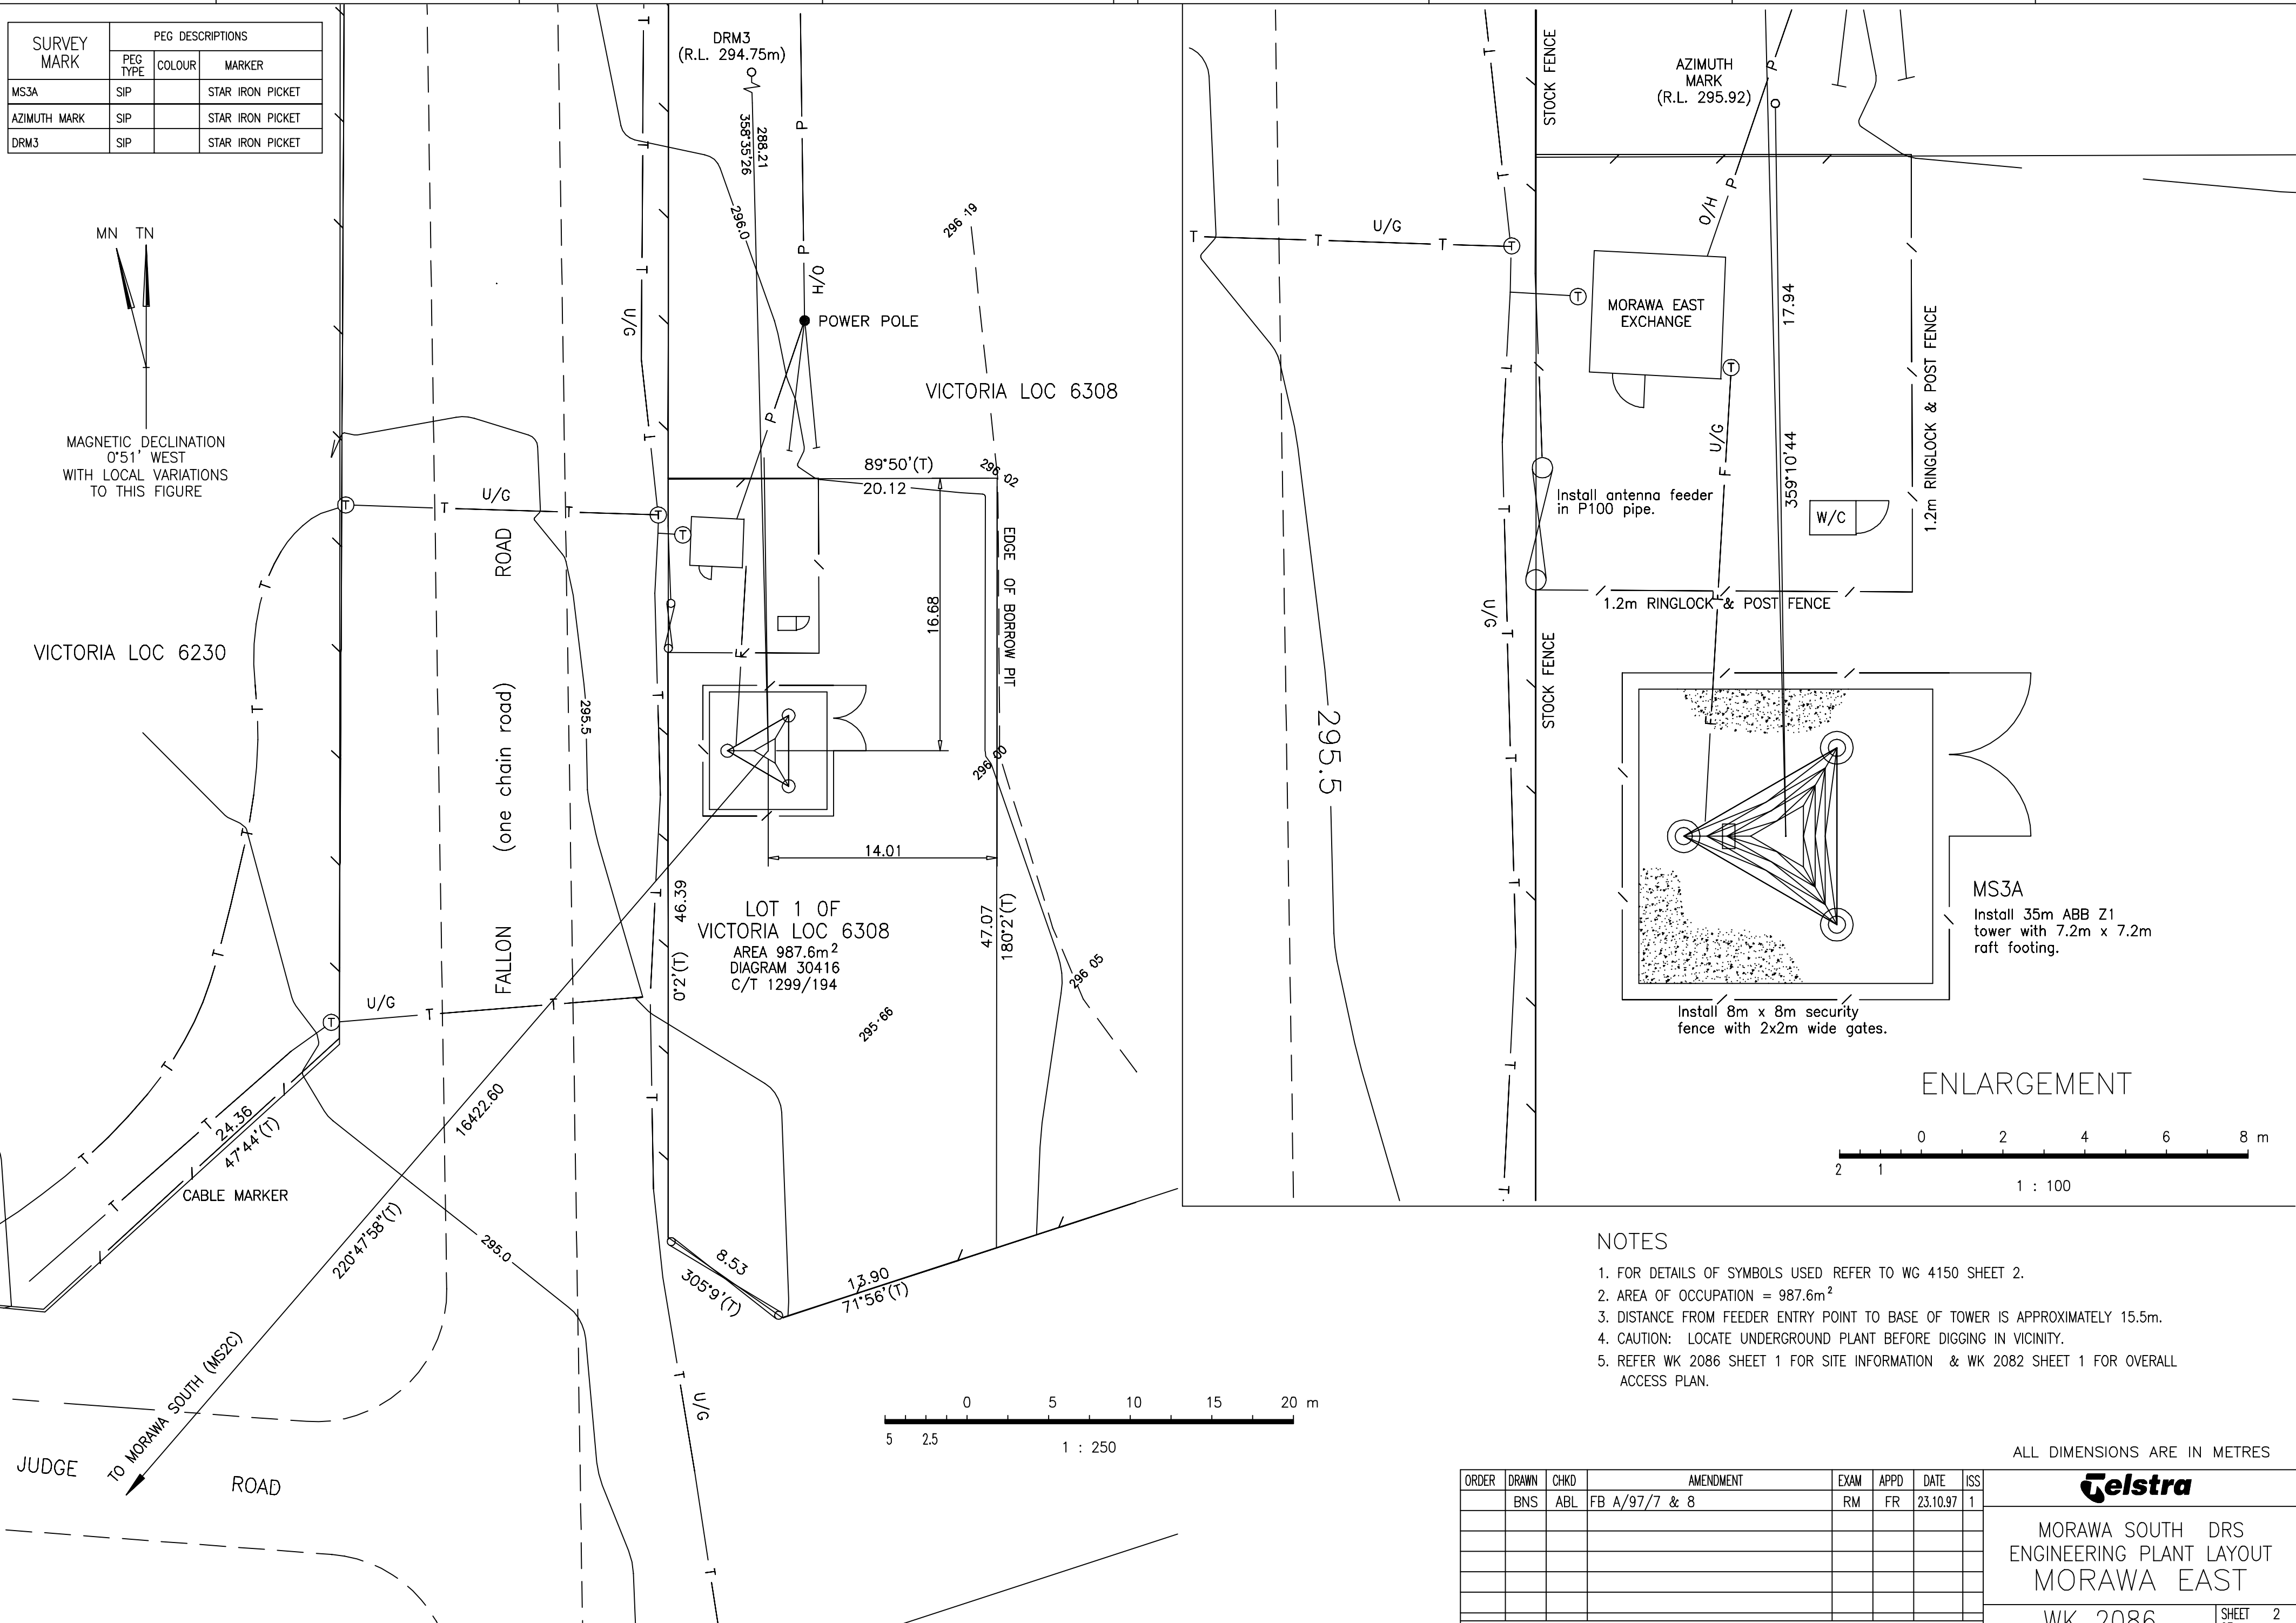 SURVEY
MARK
PEG DESCRIPTIONS
PEG
TYPE
COLOUR
MARKER
MS3A SIP STAR IRON PICKET
AZIMUTH MARK SIP STAR IRON PICKET
DRM3 SIP STAR IRON PICKET
MN TN
MAGNETIC DECLINATION
0°51' WEST
WITH LOCAL VARIATIONS
TO THIS FIGURE
DRM3
(R.L. 294.75m)
288.21
358°35'26
296.0
P
P
O/H
POWER POLE
P
296.19
VICTORIA LOC 6308
T
T
T
U/G
T
T
89°50'(T)
20.12
296.02
U/G
T
T
T
T
T
EDGE OF BORROW PIT
16.68
F
296.00
14.01
VICTORIA LOC 6230
FALLON (one chain road) ROAD
295.5
T
T
T
T
T
T
T
T
46.39
0°2'(T)
LOT 1 OF
VICTORIA LOC 6308
AREA 987.6m²
DIAGRAM 30416
C/T 1299/194
47.07
180°2'(T)
296.05
295.66
U/G
T
T
T
T
T
T
24.36
47°44'(T)
CABLE MARKER
16422.60
220°47'58"(T)
TO MORAWA SOUTH (MS2C)
295.0
8.53
305°9'(T)
13.90
71°56'(T)
T
U/G
T
JUDGE ROAD
0 5 10 15 20 m
5 2.5
1 : 250
STOCK FENCE
AZIMUTH
MARK
(R.L. 295.92)
P
P
O/H
T
T
T
U/G
T
T
T
T
MORAWA EAST
EXCHANGE
T
17.94
359°10'44
1.2m RINGLOCK & POST FENCE
U/G
F
Install antenna feeder
in P100 pipe.
W/C
1.2m RINGLOCK & POST FENCE
F
T
T
U/G
T
T
T
T
T
T
STOCK FENCE
295.5
F
MS3A
Install 35m ABB Z1
tower with 7.2m x 7.2m
raft footing.
Install 8m x 8m security
fence with 2x2m wide gates.
ENLARGEMENT
0 2 4 6 8 m
2 1
1 : 100
NOTES
1. FOR DETAILS OF SYMBOLS USED REFER TO WG 4150 SHEET 2.
2. AREA OF OCCUPATION = 987.6m²
3. DISTANCE FROM FEEDER ENTRY POINT TO BASE OF TOWER IS APPROXIMATELY 15.5m.
4. CAUTION: LOCATE UNDERGROUND PLANT BEFORE DIGGING IN VICINITY.
5. REFER WK 2086 SHEET 1 FOR SITE INFORMATION & WK 2082 SHEET 1 FOR OVERALL
ACCESS PLAN.
ALL DIMENSIONS ARE IN METRES
ORDER DRAWN CHKD AMENDMENT EXAM APPD DATE ISS
BNS ABL FB A/97/7 & 8 RM FR 23.10.97 1
Telstra
MORAWA SOUTH DRS
ENGINEERING PLANT LAYOUT
MORAWA EAST
WK 2086
SHEET 2